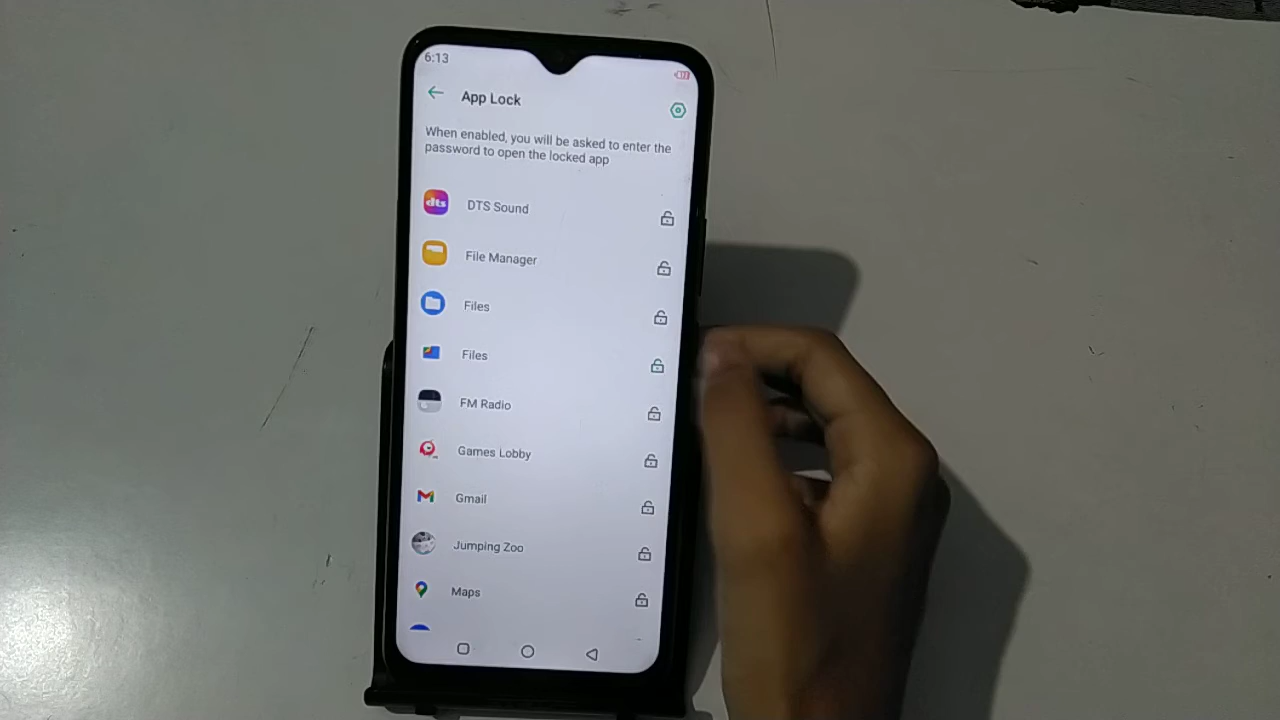 6:13
App Lock
When enabled, you will be asked to enter the
password to open the locked app
dts
DTS Sound
File Manager
Files
Files
FM Radio
Games Lobby
Gmail
Jumping Zoo
Maps